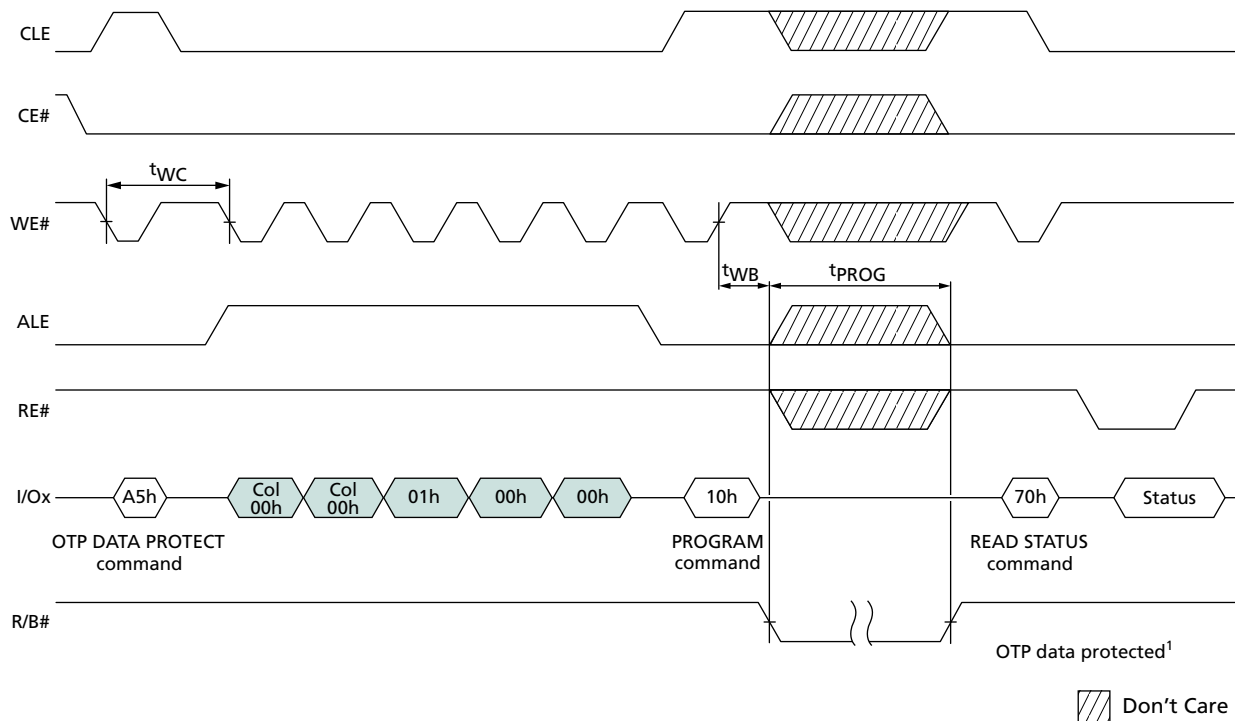 CLE
CE#
tWC
WE#
tWB
tPROG
ALE
RE#
I/Ox
A5h
Col
00h
Col
00h
01h
00h
00h
10h
70h
Status
OTP DATA PROTECT
command
PROGRAM
command
READ STATUS
command
R/B#
OTP data protected¹
Don't Care